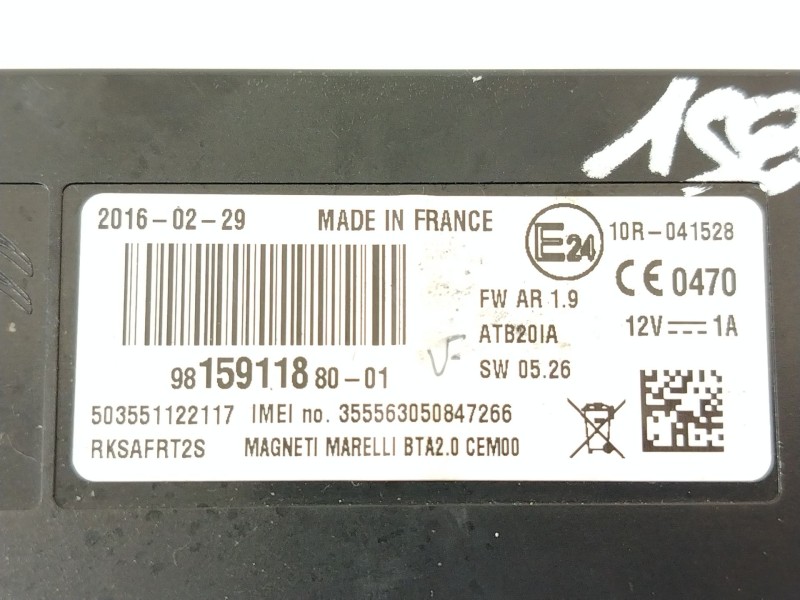 2016-02-29 MADE IN FRANCE E24 10R-041528
CE 0470
FW AR 1.9
ATB20IA 12V 1A
98 159118 80-01 SW 05.26
503551122117 IMEI no. 355563050847266
RKSAFRT2S MAGNETI MARELLI BTA2.0 CEM00